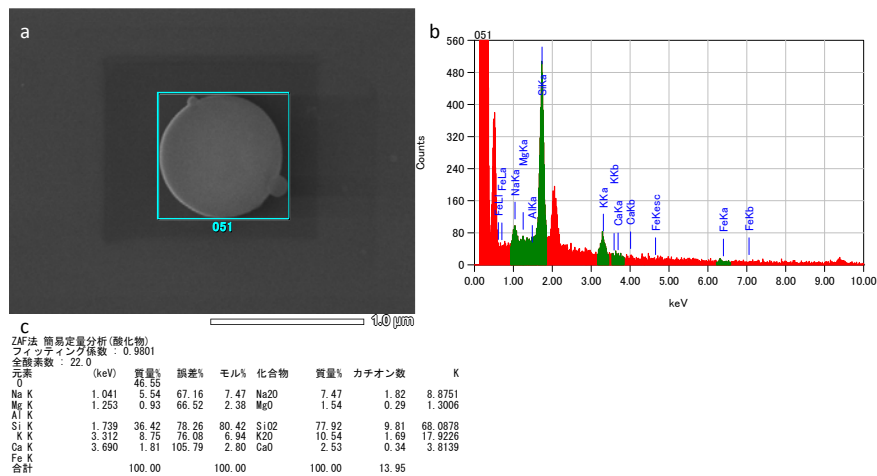 a
051
1.0 μm
b
051
560
480
400
320
240
160
80
0
Counts
FeLl
FeLa
NaKa
MgKa
AlKa
SiKa
KKa
KKb
CaKa
CaKb
FeKesc
FeKa
FeKb
0.00 1.00 2.00 3.00 4.00 5.00 6.00 7.00 8.00 9.00 10.00
keV
c
ZAF法 簡易定量分析(酸化物)
フィッティング係数 : 0.9801
全酸素数 : 22.0
元素 (keV) 質量% 誤差% モル% 化合物 質量% カチオン数 K
O 46.55
Na K 1.041 5.54 67.16 7.47 Na2O 7.47 1.82 8.8751
Mg K 1.253 0.93 66.52 2.38 MgO 1.54 0.29 1.3006
Al K
Si K 1.739 36.42 78.26 80.42 SiO2 77.92 9.81 68.0878
K K 3.312 8.75 76.08 6.94 K2O 10.54 1.69 17.9226
Ca K 3.690 1.81 105.79 2.80 CaO 2.53 0.34 3.8139
Fe K
合計 100.00 100.00 100.00 13.95